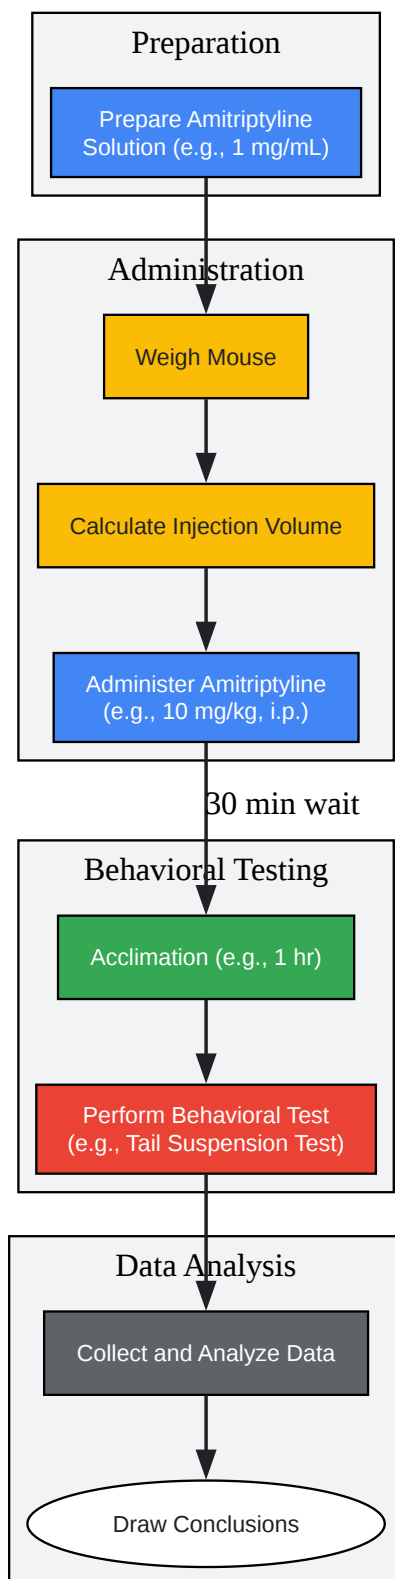 Preparation
Prepare Amitriptyline
Solution (e.g., 1 mg/mL)
Administration
Weigh Mouse
Calculate Injection Volume
Administer Amitriptyline
(e.g., 10 mg/kg, i.p.)
30 min wait
Behavioral Testing
Acclimation (e.g., 1 hr)
Perform Behavioral Test
(e.g., Tail Suspension Test)
Data Analysis
Collect and Analyze Data
Draw Conclusions